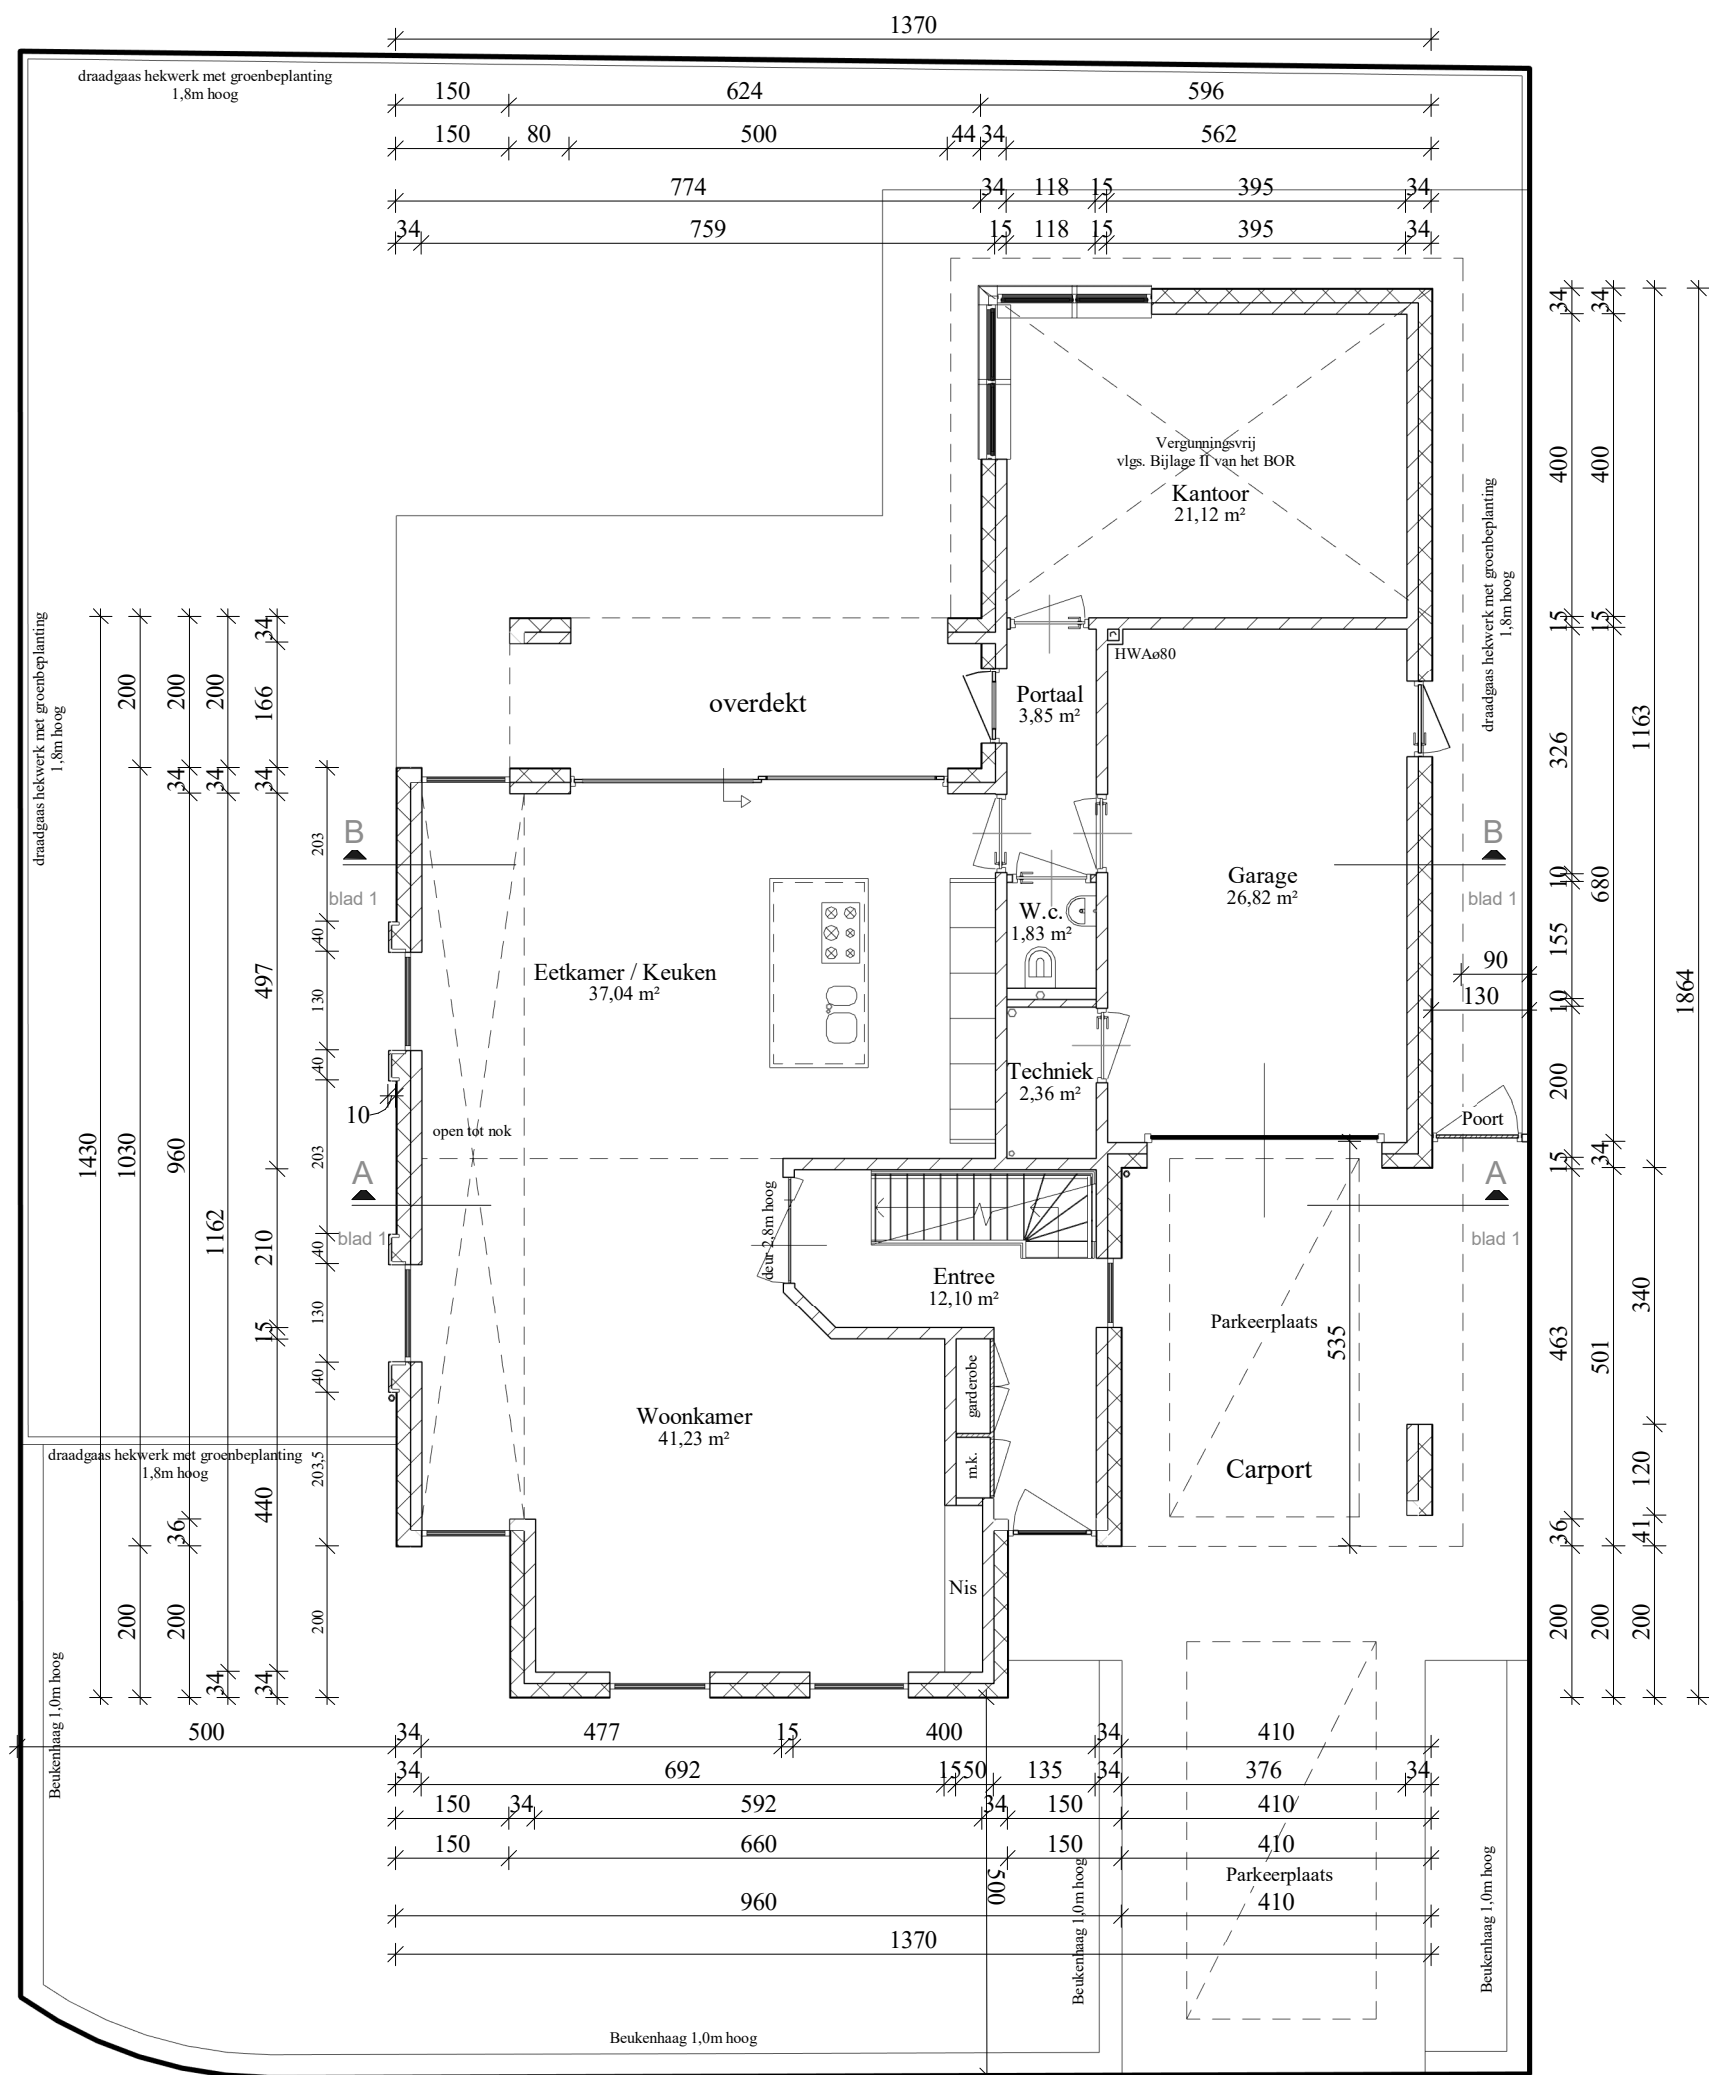 1370
draadgaas hekwerk met groenbeplanting
1,8m hoog
150 624 596
150 80 500 44 34 562
774 34 118 15 395 34
34 759 15 118 15 395 34
34 34
400 400
1163
1864
15 15
326
680
10
155
10
200
15 34
340
463 501
120
36 41
200 200 200
draadgaas hekwerk met groenbeplanting
1,8m hoog
Vergunningsvrij
vlgs. Bijlage II van het BOR
Kantoor
21,12 m²
draadgaas hekwerk met groenbeplanting
1,8m hoog
HWAø80
Portaal
3,85 m²
overdekt
34
200 200 200 166
34 34 34
203
B
blad 1
B
blad 1
40
497
130
40
10
1430 1030 960
203
1162
210
40
130
15
40
440
203,5
36
200 200 200
34 34
Garage
26,82 m²
W.c.
1,83 m²
90
130
Eetkamer / Keuken
37,04 m²
Techniek
2,36 m²
Poort
open tot nok
A
blad 1
A
blad 1
deur 2,8m hoog
Entree
12,10 m²
Parkeerplaats
535
garderobe
m.k.
Woonkamer
41,23 m²
Carport
draadgaas hekwerk met groenbeplanting
1,8m hoog
Nis
Beukenhaag 1,0m hoog
500 34 477 15 400 34 410
34 692 15 50 135 34 376 34
150 34 592 34 150 410
150 660 150 410
500
Beukenhaag 1,0m hoog
Parkeerplaats
Beukenhaag 1,0m hoog
960 410
1370
Beukenhaag 1,0m hoog